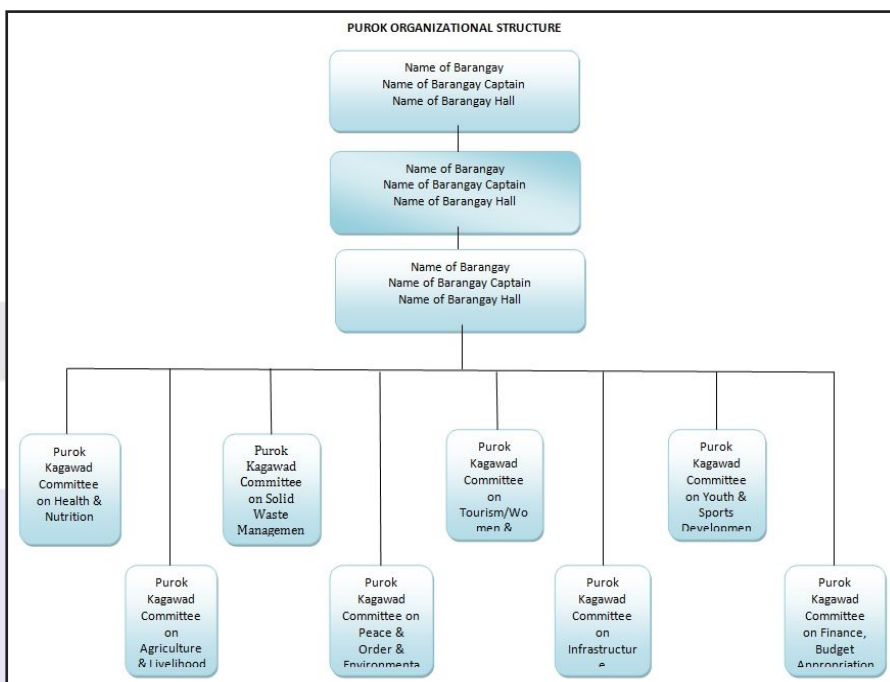 PUROK ORGANIZATIONAL STRUCTURE
Name of Barangay
Name of Barangay Captain
Name of Barangay Hall
Name of Barangay
Name of Barangay Captain
Name of Barangay Hall
Name of Barangay
Name of Barangay Captain
Name of Barangay Hall
Purok
Kagawad
Committee
on Health &
Nutrition
Purok
Kagawad
Committee
on Solid
Waste
Managemen
Purok
Kagawad
Committee
on
Tourism/Wo
men &
Purok
Kagawad
Committee
on Youth &
Sports
Developmen
Purok
Kagawad
Committee
on
Agriculture
& Livelihood
Purok
Kagawad
Committee on
Peace &
Order &
Environmenta
Purok
Kagawad
Committee
on
Infrastructur
e
Purok
Kagawad
Committee
on Finance,
Budget
Appropriation